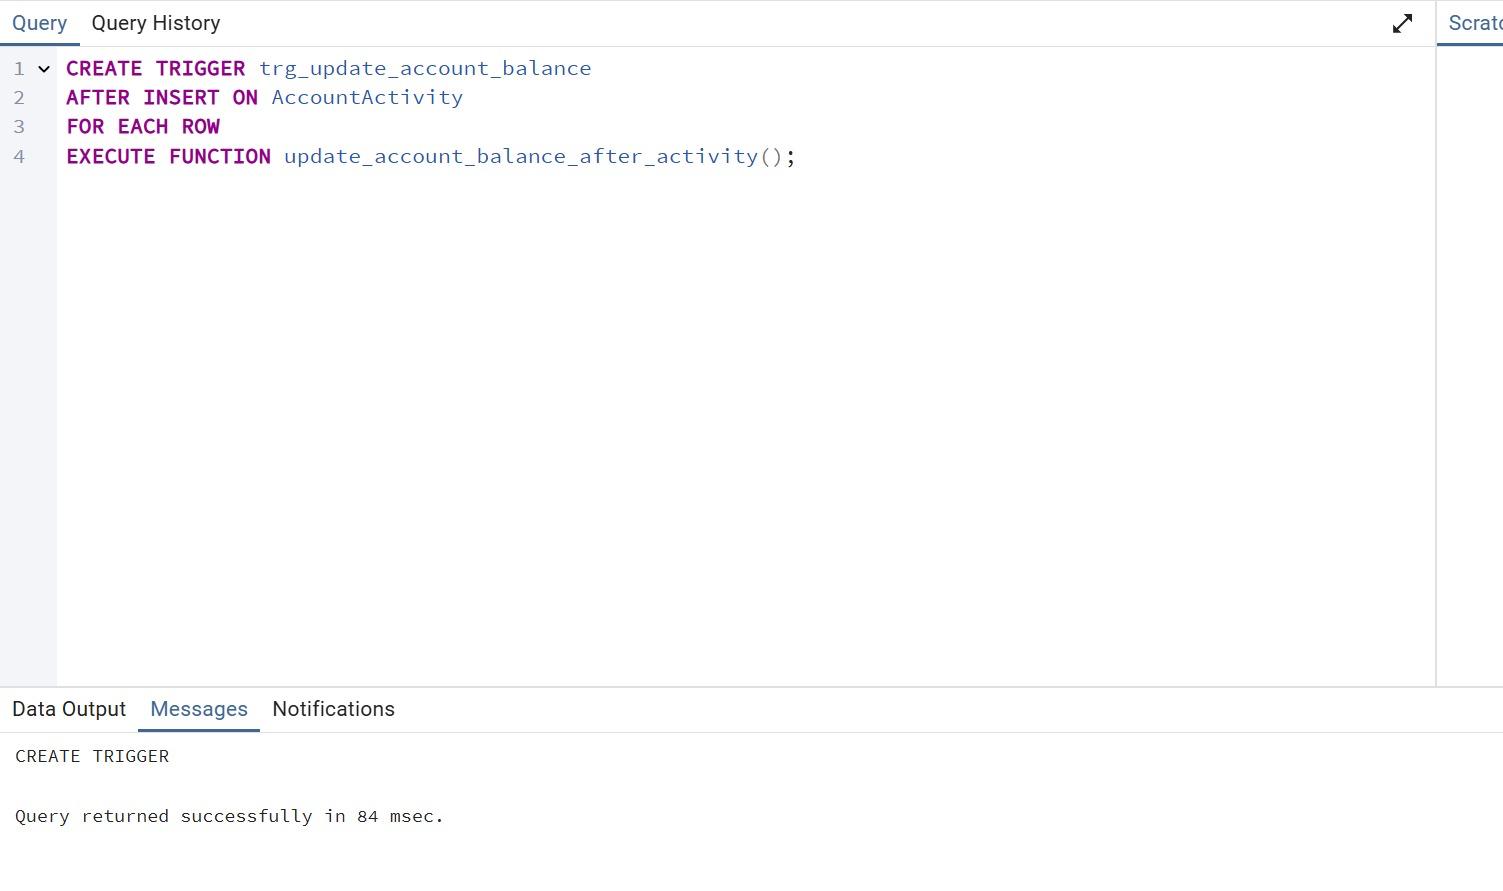 Query Query History Scratc
1 CREATE TRIGGER trg_update_account_balance
2 AFTER INSERT ON AccountActivity
3 FOR EACH ROW
4 EXECUTE FUNCTION update_account_balance_after_activity();
Data Output Messages Notifications
CREATE TRIGGER
Query returned successfully in 84 msec.